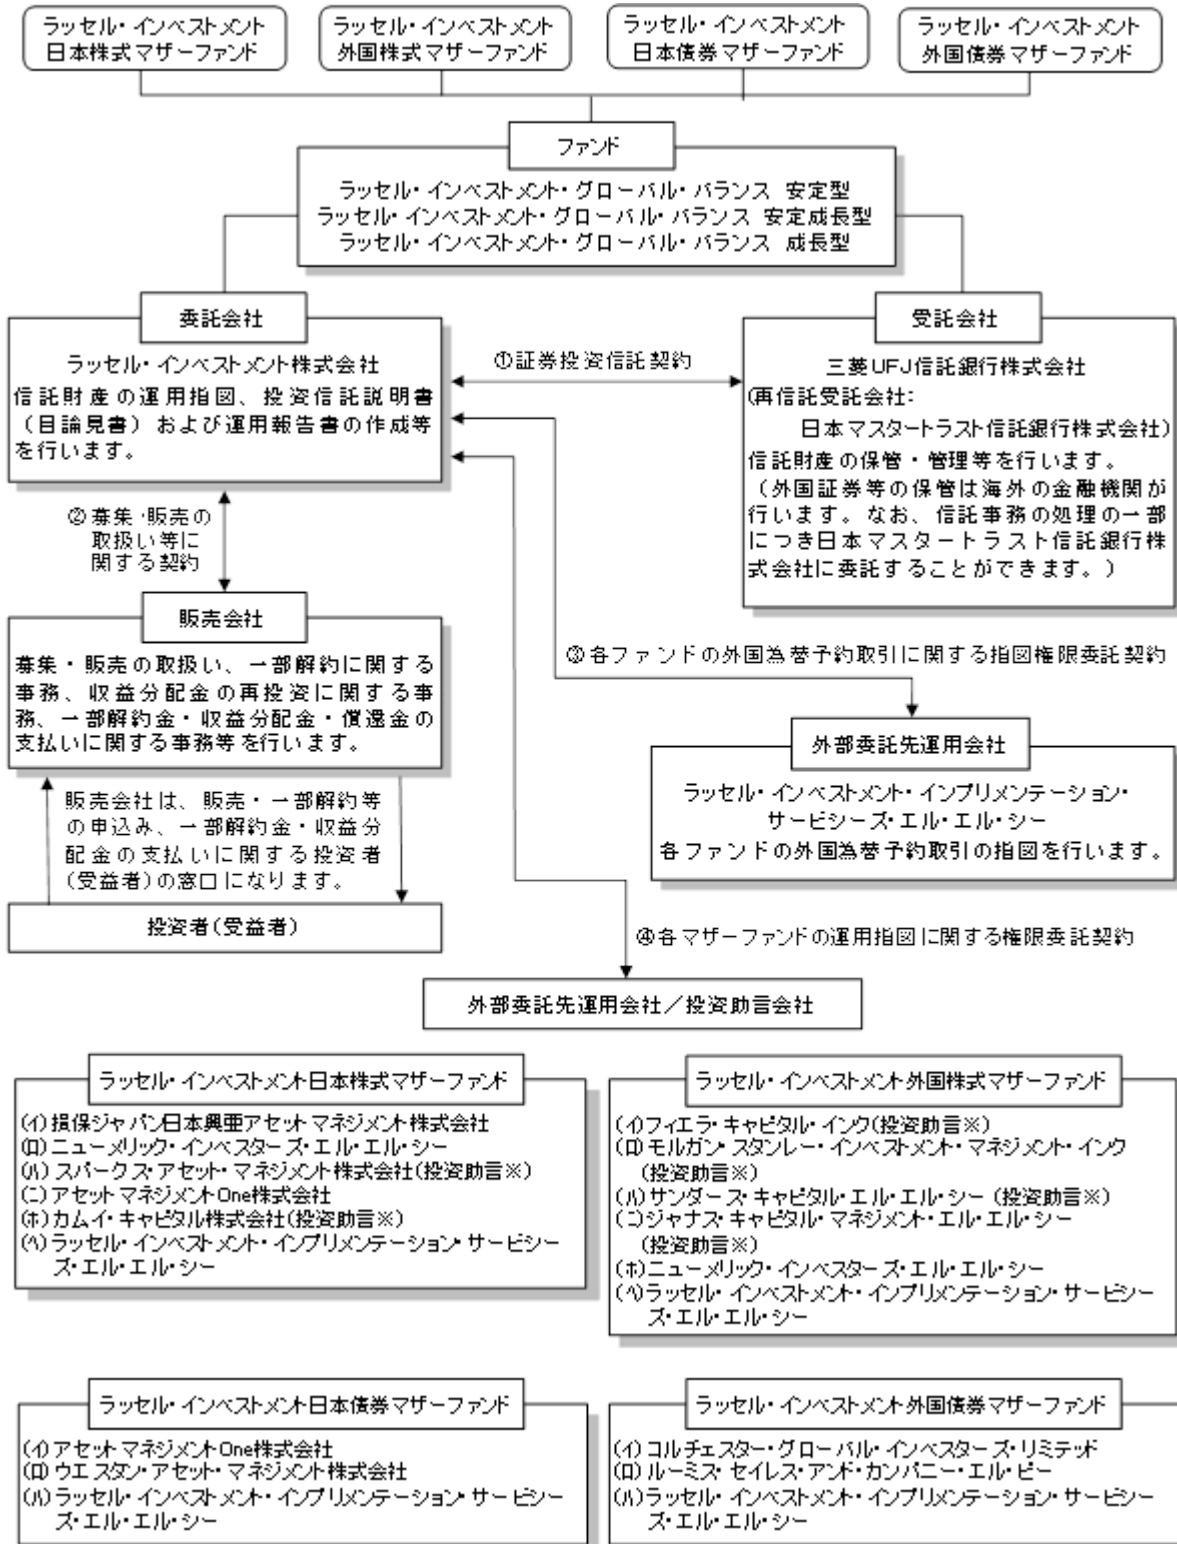 ラッセル・インベストメント
日本株式マザーファンド
ラッセル・インベストメント
外国株式マザーファンド
ラッセル・インベストメント
日本債券マザーファンド
ラッセル・インベストメント
外国債券マザーファンド
ファンド
ラッセル・インベストメント・グローバル・バランス 安定型
ラッセル・インベストメント・グローバル・バランス 安定成長型
ラッセル・インベストメント・グローバル・バランス 成長型
委託会社
ラッセル・インベストメント株式会社
信託財産の運用指図、投資信託説明書
（目論見書）および運用報告書の作成等
を行います。
①証券投資信託契約
受託会社
三菱UFJ信託銀行株式会社
(再信託受託会社:
日本マスタートラスト信託銀行株式会社)
信託財産の保管・管理等を行います。
（外国証券等の保管は海外の金融機関が
行います。なお、信託事務の処理の一部
につき日本マスタートラスト信託銀行株
式会社に委託することができます。）
②募集・販売の
取扱い等に
関する契約
販売会社
募集・販売の取扱い、一部解約に関する
事務、収益分配金の再投資に関する事
務、一部解約金・収益分配金・償還金の
支払いに関する事務等を行います。
③各ファンドの外国為替予約取引に関する指図権限委託契約
外部委託先運用会社
ラッセル・インベストメント・インプリメンテーション・
サービシーズ・エル・エル・シー
各ファンドの外国為替予約取引の指図を行います。
販売会社は、販売・一部解約等
の申込み、一部解約金・収益分
配金の支払いに関する投資者
(受益者)の窓口になります。
投資者(受益者)
④各マザーファンドの運用指図に関する権限委託契約
外部委託先運用会社／投資助言会社
ラッセル・インベストメント日本株式マザーファンド
(イ)損保ジャパン日本興亜アセットマネジメント株式会社
(ロ)ニューメリック・インベスターズ・エル・エル・シー
(ハ)スパークス・アセット・マネジメント株式会社(投資助言※)
(ニ)アセットマネジメントOne株式会社
(ホ)カムイ・キャピタル株式会社(投資助言※)
(ヘ)ラッセル・インベストメント・インプリメンテーション・サービシー
ズ・エル・エル・シー
ラッセル・インベストメント外国株式マザーファンド
(イ)フィエラ・キャピタル・インク(投資助言※)
(ロ)モルガン・スタンレー・インベストメント・マネジメント・インク
(投資助言※)
(ハ)サンダース・キャピタル・エル・エル・シー (投資助言※)
(ニ)ジャナス・キャピタル・マネジメント・エル・エル・シー
(投資助言※)
(ホ)ニューメリック・インベスターズ・エル・エル・シー
(ヘ)ラッセル・インベストメント・インプリメンテーション・サービシー
ズ・エル・エル・シー
ラッセル・インベストメント日本債券マザーファンド
(イ)アセットマネジメントOne株式会社
(ロ)ウエスタン・アセット・マネジメント株式会社
(ハ)ラッセル・インベストメント・インプリメンテーション・サービシー
ズ・エル・エル・シー
ラッセル・インベストメント外国債券マザーファンド
(イ)コルチェスター・グローバル・インベスターズ・リミテッド
(ロ)ルーミス・セイレス・アンド・カンパニー・エル・ピー
(ハ)ラッセル・インベストメント・インプリメンテーション・サービシー
ズ・エル・エル・シー